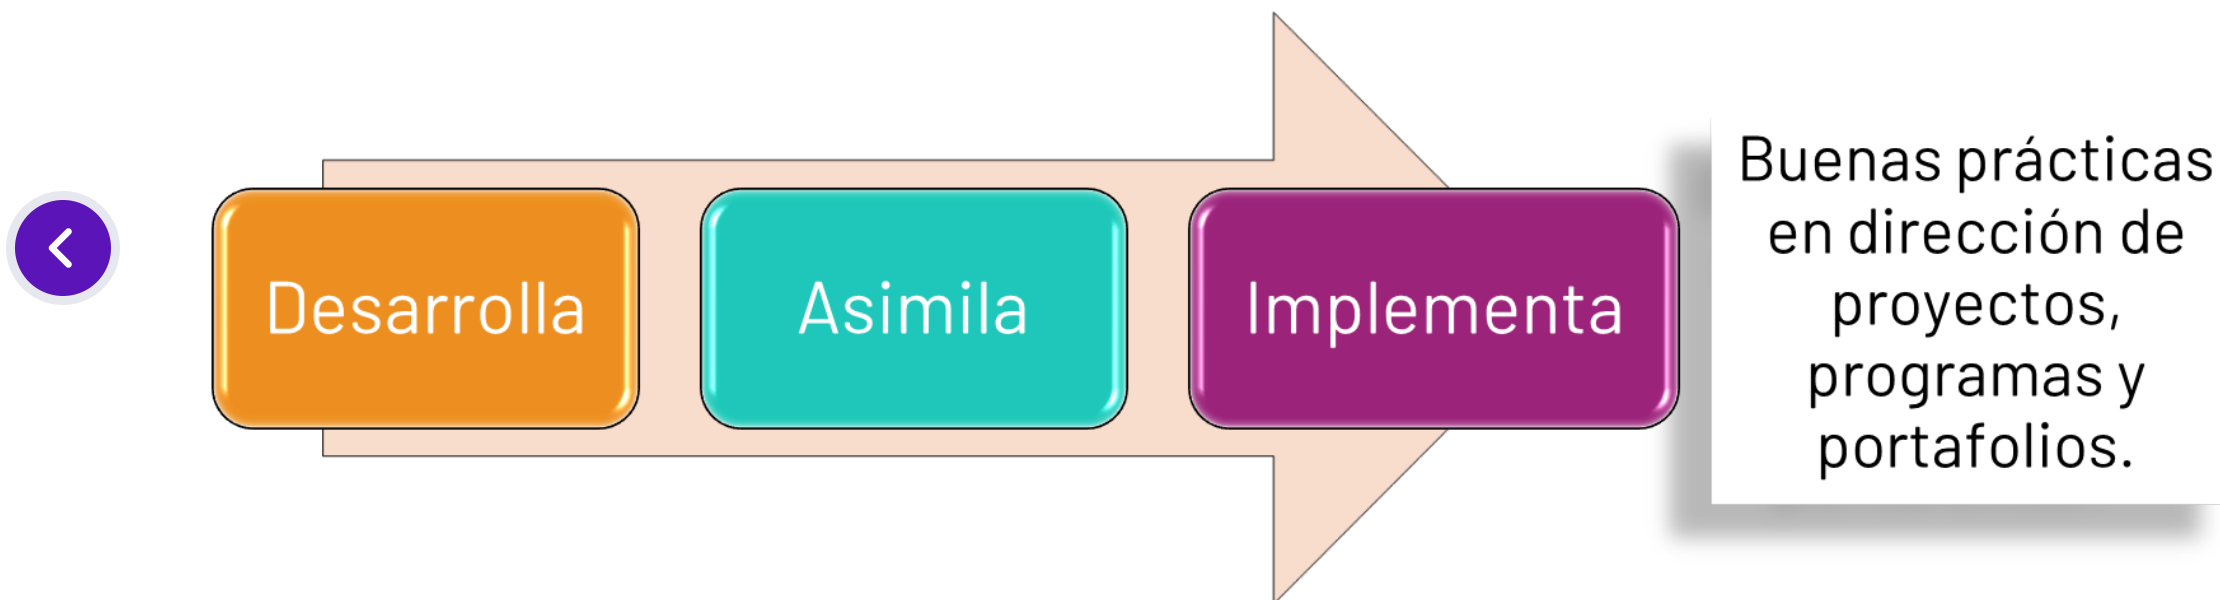 Desarrolla
Asimila
Implementa
Buenas prácticas
en dirección de
proyectos,
programas y
portafolios.